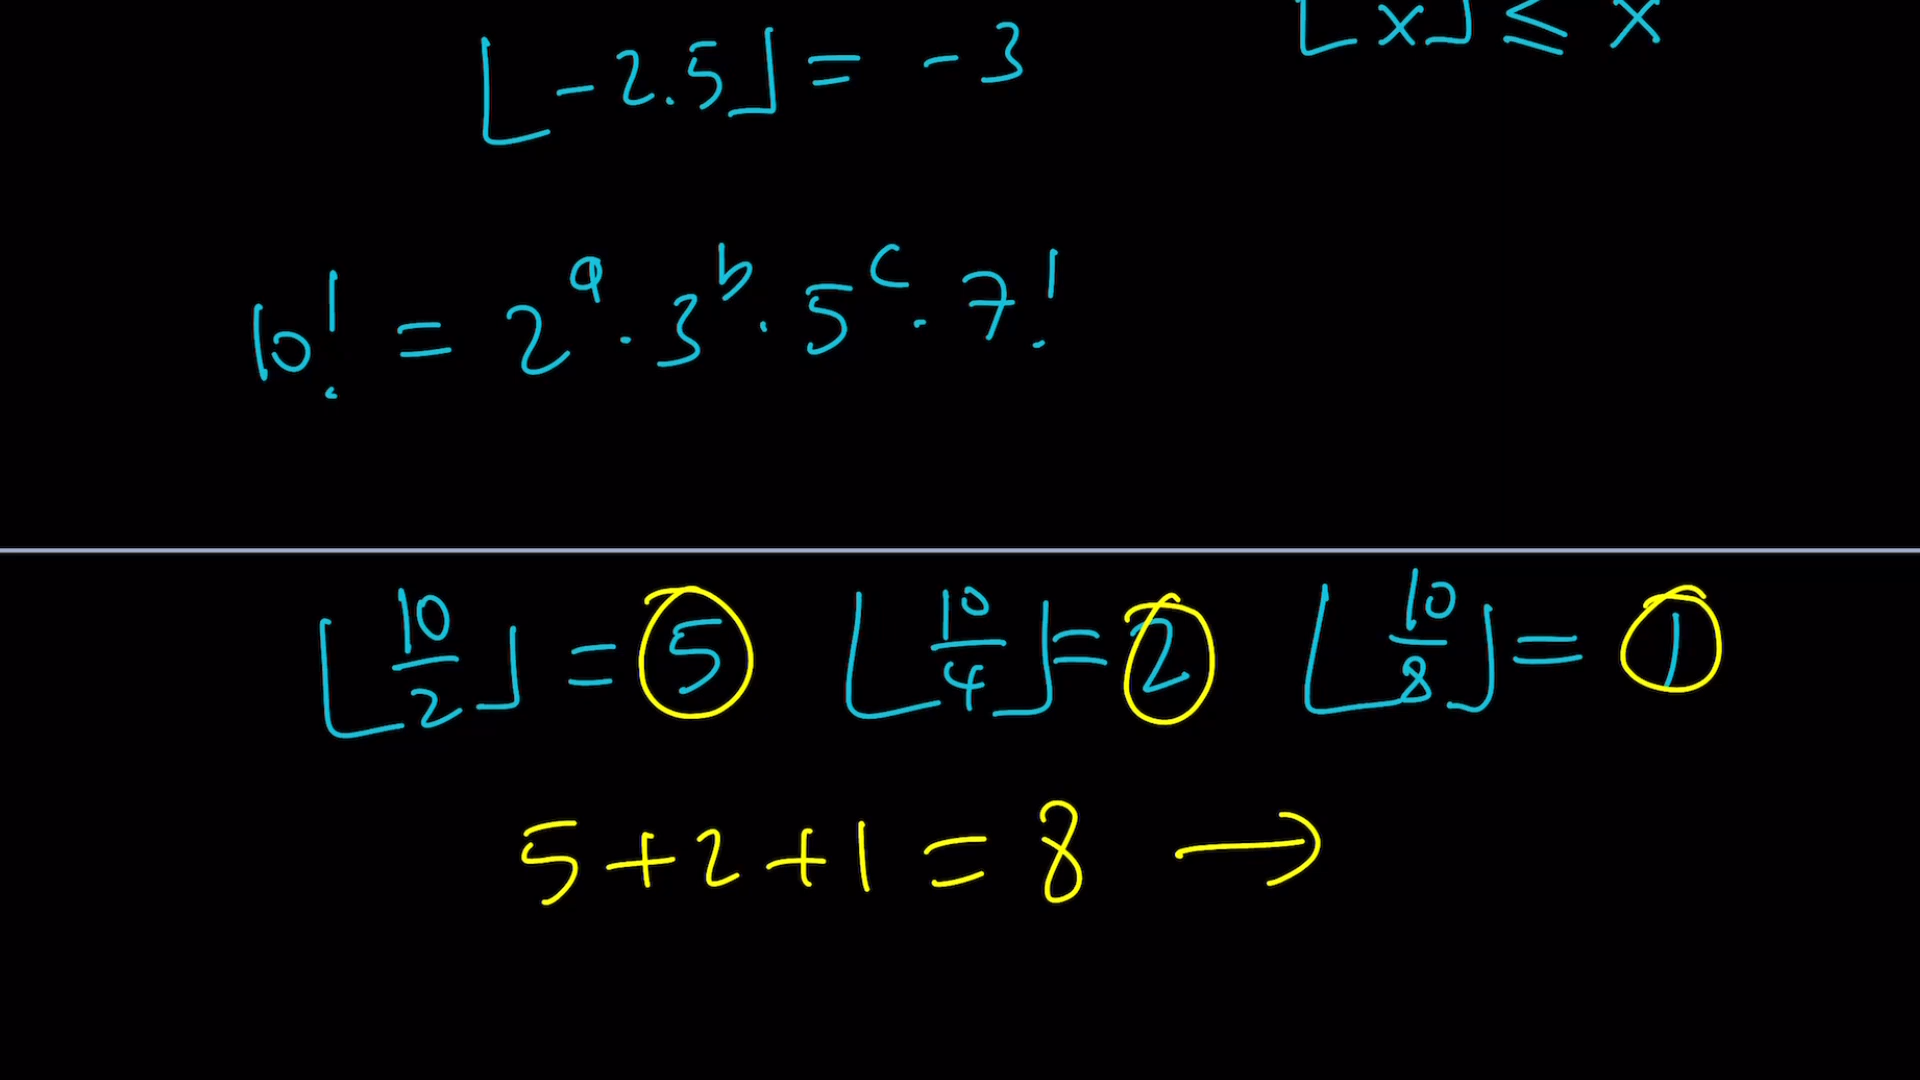 ⌊-2.5⌋ = -3
⌊x⌋ ≤ x
10! = 2^a · 3^b · 5^c · 7!
⌊10/2⌋ = 5 ⌊10/4⌋ = 2 ⌊10/8⌋ = 1
5+2+1 = 8 →